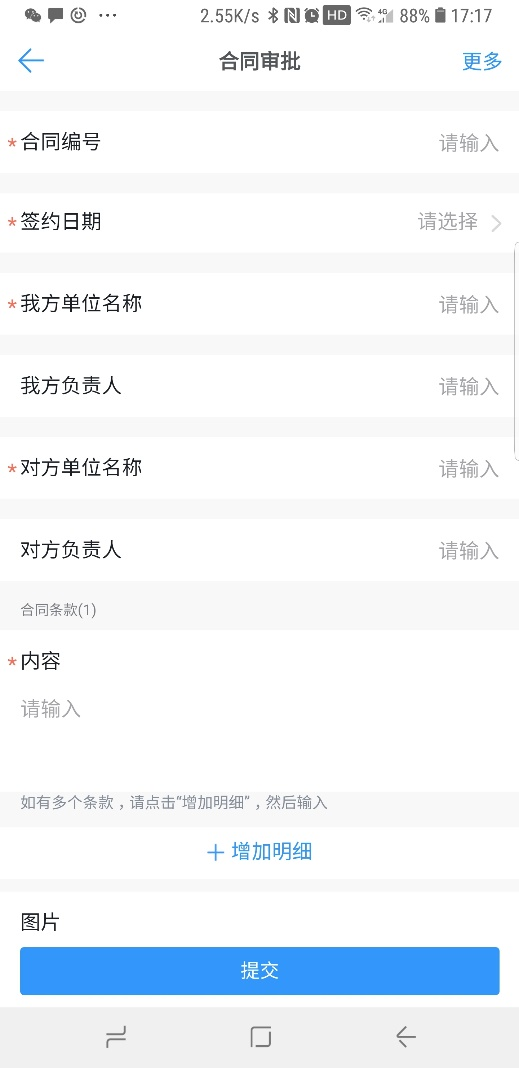 2.55K/s HD 4G 88% 17:17
合同审批 更多
*合同编号 请输入
*签约日期 请选择
*我方单位名称 请输入
我方负责人 请输入
*对方单位名称 请输入
对方负责人 请输入
合同条款(1)
*内容
请输入
如有多个条款，请点击“增加明细”，然后输入
+ 增加明细
图片
提交